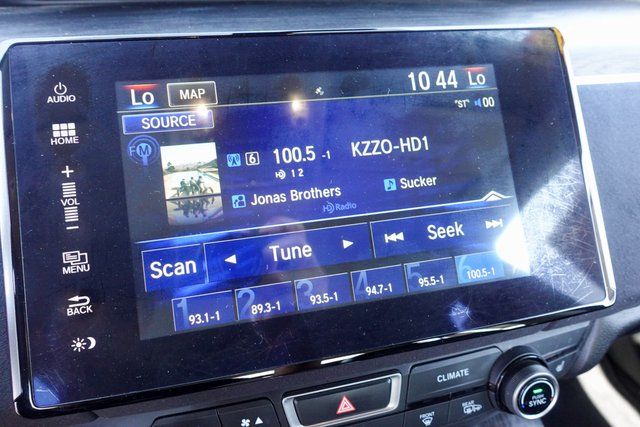 AUDIO
HOME
+
VOL
-
MENU
BACK
Lo MAP 10 44 Lo
"ST" 00
SOURCE
FM 6 100.5 -1 KZZO-HD1
HD 1 2
Jonas Brothers Sucker
HD Radio
Scan Tune Seek
1 93.1-1 2 89.3-1 3 93.5-1 4 94.7-1 5 95.5-1 6 100.5-1
CLIMATE
FRONT REAR
PUSH
SYNC